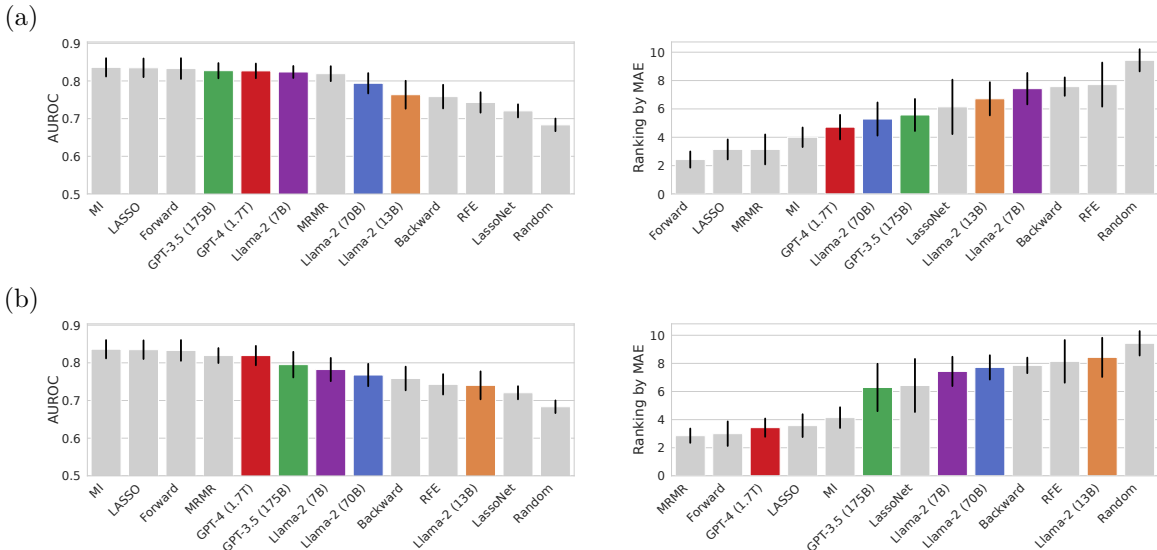 (a)
0.9
0.8
0.7
0.6
0.5
AUROC
MI
LASSO
Forward
GPT-3.5 (175B)
GPT-4 (1.7T)
Llama-2 (7B)
MRMR
Llama-2 (70B)
Llama-2 (13B)
Backward
RFE
LassoNet
Random
10
8
6
4
2
0
Ranking by MAE
Forward
LASSO
MRMR
MI
GPT-4 (1.7T)
Llama-2 (70B)
GPT-3.5 (175B)
LassoNet
Llama-2 (13B)
Llama-2 (7B)
Backward
RFE
Random
(b)
0.9
0.8
0.7
0.6
0.5
AUROC
MI
LASSO
Forward
MRMR
GPT-4 (1.7T)
GPT-3.5 (175B)
Llama-2 (7B)
Llama-2 (70B)
Backward
RFE
Llama-2 (13B)
LassoNet
Random
10
8
6
4
2
0
Ranking by MAE
MRMR
Forward
GPT-4 (1.7T)
LASSO
MI
GPT-3.5 (175B)
LassoNet
Llama-2 (7B)
Llama-2 (70B)
Backward
RFE
Llama-2 (13B)
Random